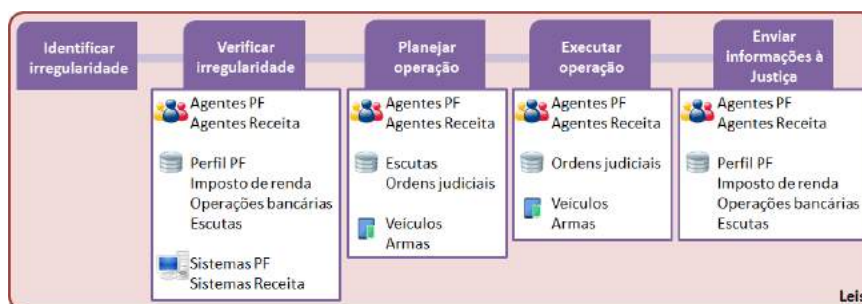 Identificar
irregularidade
Verificar
irregularidade
Planejar
operação
Executar
operação
Enviar
informações à
Justiça
Agentes PF
Agentes Receita
Perfil PF
Imposto de renda
Operações bancárias
Escutas
Sistemas PF
Sistemas Receita
Agentes PF
Agentes Receita
Escutas
Ordens judiciais
Veículos
Armas
Agentes PF
Agentes Receita
Ordens judiciais
Veículos
Armas
Agentes PF
Agentes Receita
Perfil PF
Imposto de renda
Operações bancárias
Escutas
Leis